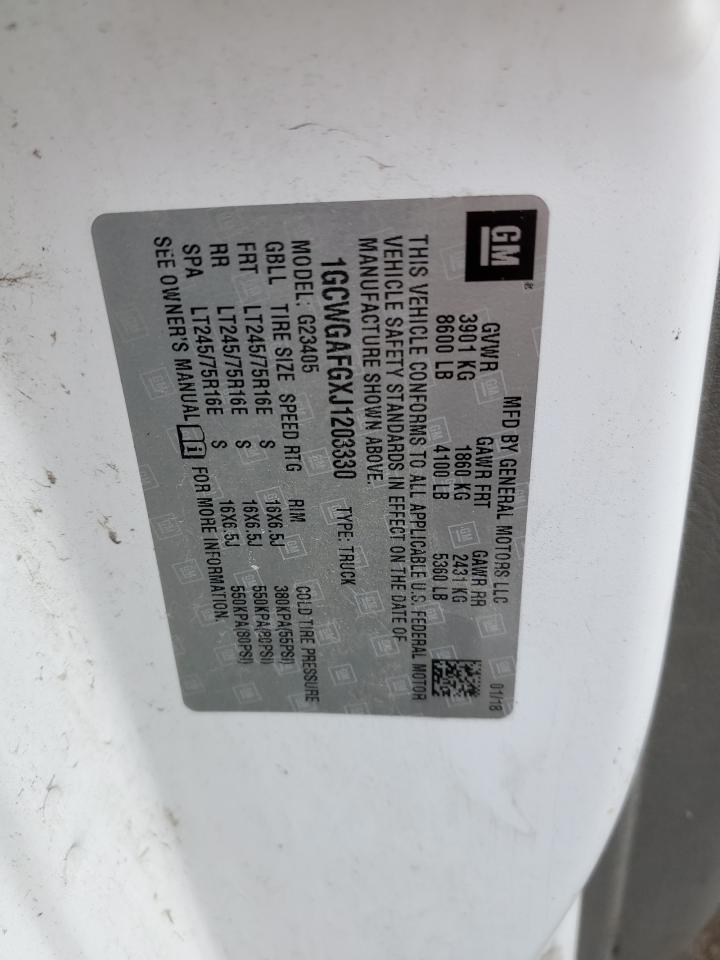 GM
MFD BY GENERAL MOTORS LLC 01/18
GVWR GAWR FRT GAWR RR
3901 KG 1860 KG 2431 KG
8600 LB 4100 LB 5360 LB
THIS VEHICLE CONFORMS TO ALL APPLICABLE U.S. FEDERAL MOTOR
VEHICLE SAFETY STANDARDS IN EFFECT ON THE DATE OF
MANUFACTURE SHOWN ABOVE.
1GCWGAFGXJ1203330 TYPE: TRUCK
MODEL: G23405
GBLL TIRE SIZE SPEED RTG RIM COLD TIRE PRESSURE
FRT LT245/75R16E S 16X6.5J 380KPA(55PSI)
RR LT245/75R16E S 16X6.5J 550KPA(80PSI)
SPA LT245/75R16E S 16X6.5J 550KPA(80PSI)
SEE OWNER'S MANUAL FOR MORE INFORMATION.